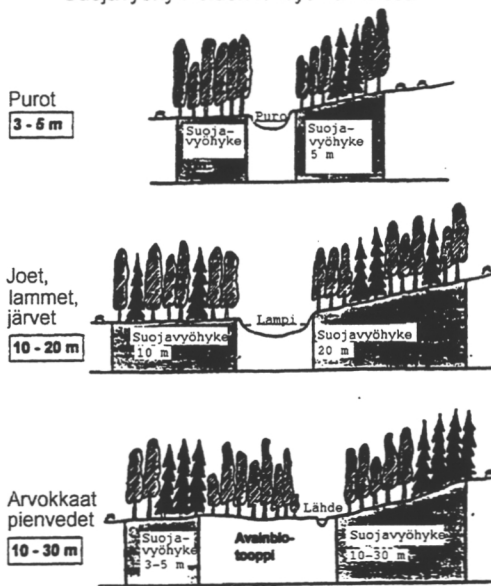 Purot
3 - 5 m
Puro
Suoja-
vyöhyke
Suoja-
vyöhyke
5 m
Joet,
lammet,
järvet
10 - 20 m
Lampi
Suojavyöhyke
10 m
Suojavyöhyke
20 m
Arvokkaat
pienvedet
10 - 30 m
Lähde
Suoja-
vyöhyke
3-5 m
Avainbio-
tooppi
Suojavyöhyke
10-30 m